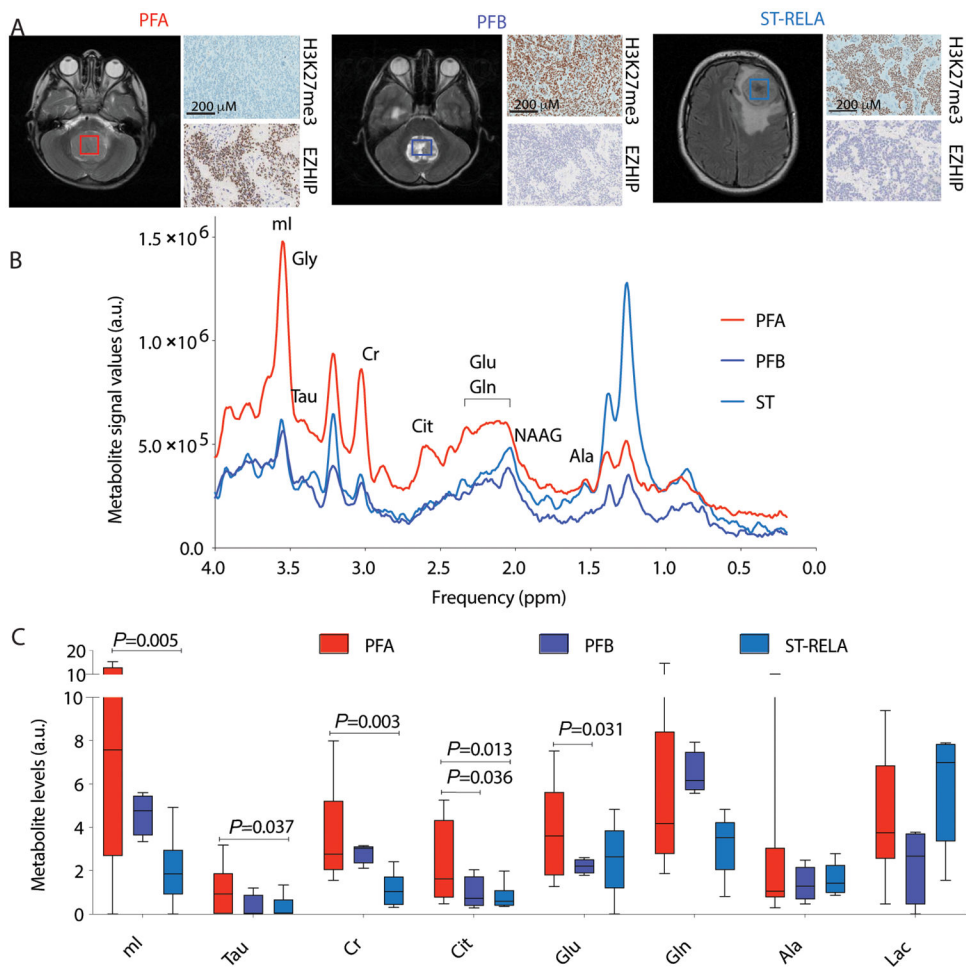 A
PFA
PFB
ST-RELA
200 µM
H3K27me3
EZHIP
200 µM
H3K27me3
EZHIP
200 µM
H3K27me3
EZHIP
B
Metabolite signal values (a.u.)
1.5 ×10⁶
1.0 ×10⁶
5.0 ×10⁵
0.0
mI
Gly
Tau
Cr
Cit
Glu
Gln
NAAG
Ala
PFA
PFB
ST
4.0 3.5 3.0 2.5 2.0 1.5 1.0 0.5 0.0
Frequency (ppm)
C
PFA PFB ST-RELA
Metabolite levels (a.u.)
20
10
10
8
6
4
2
0
P=0.005
P=0.037
P=0.003
P=0.013
P=0.036
P=0.031
mI Tau Cr Cit Glu Gln Ala Lac